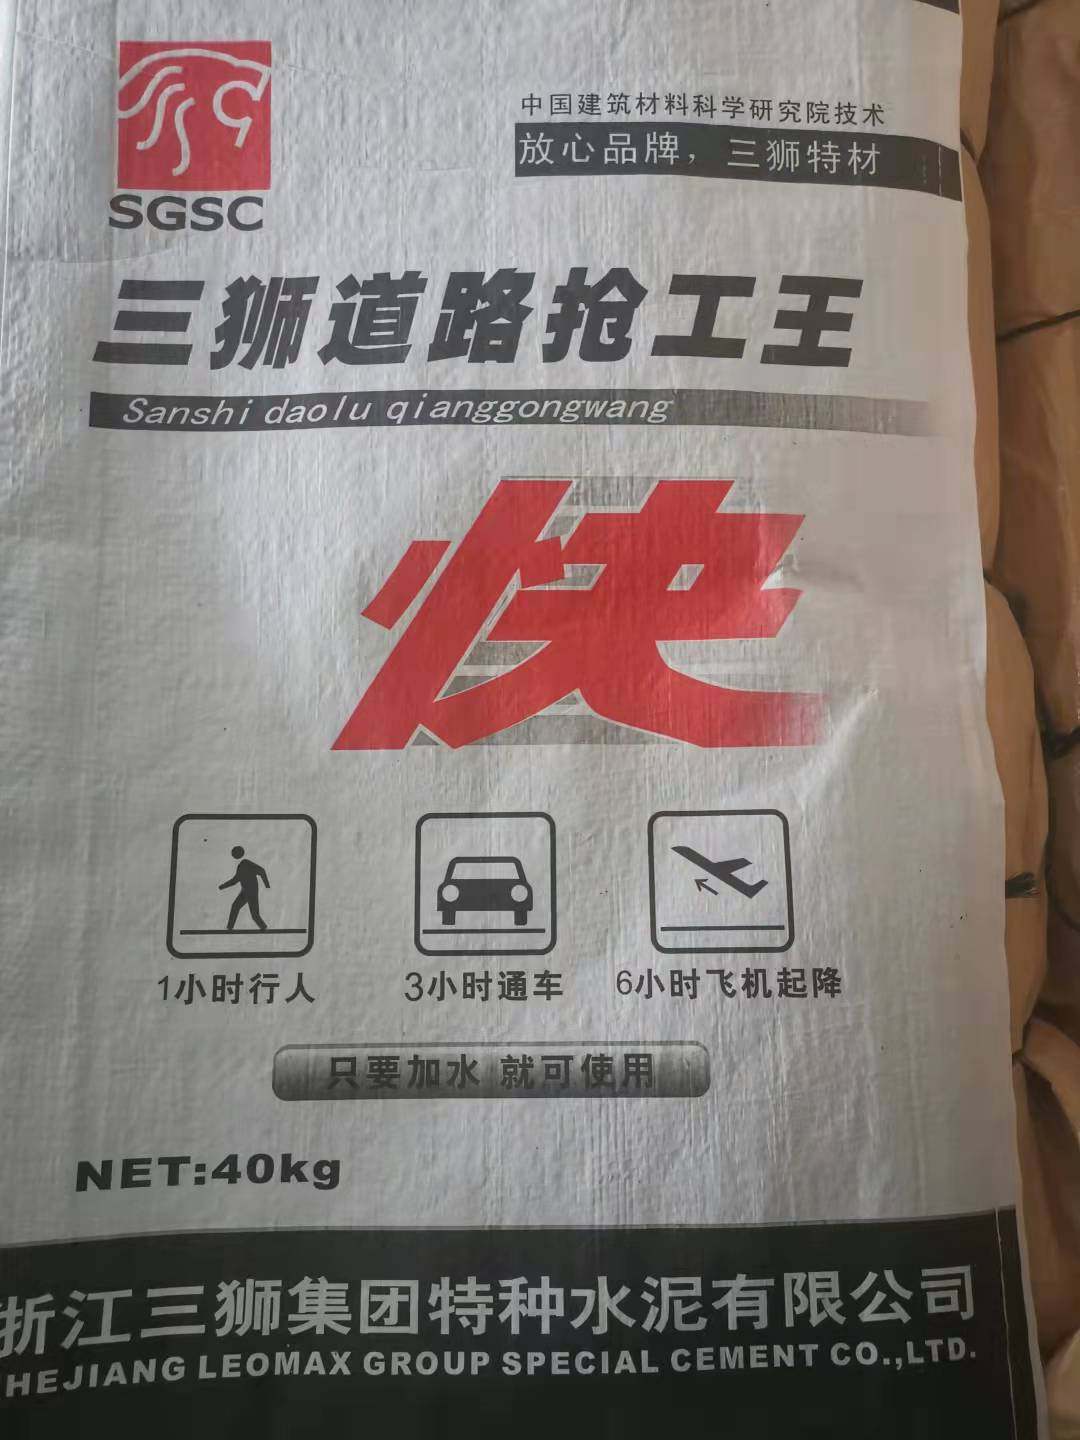 SGSC
中国建筑材料科学研究院技术
放心品牌，三狮特材
三狮道路抢工王
Sanshi daolu qianggongwang
快
1小时行人
3小时通车
6小时飞机起降
只要加水 就可使用
NET:40kg
浙江三狮集团特种水泥有限公司
HEJIANG LEOMAX GROUP SPECIAL CEMENT CO.,LTD.